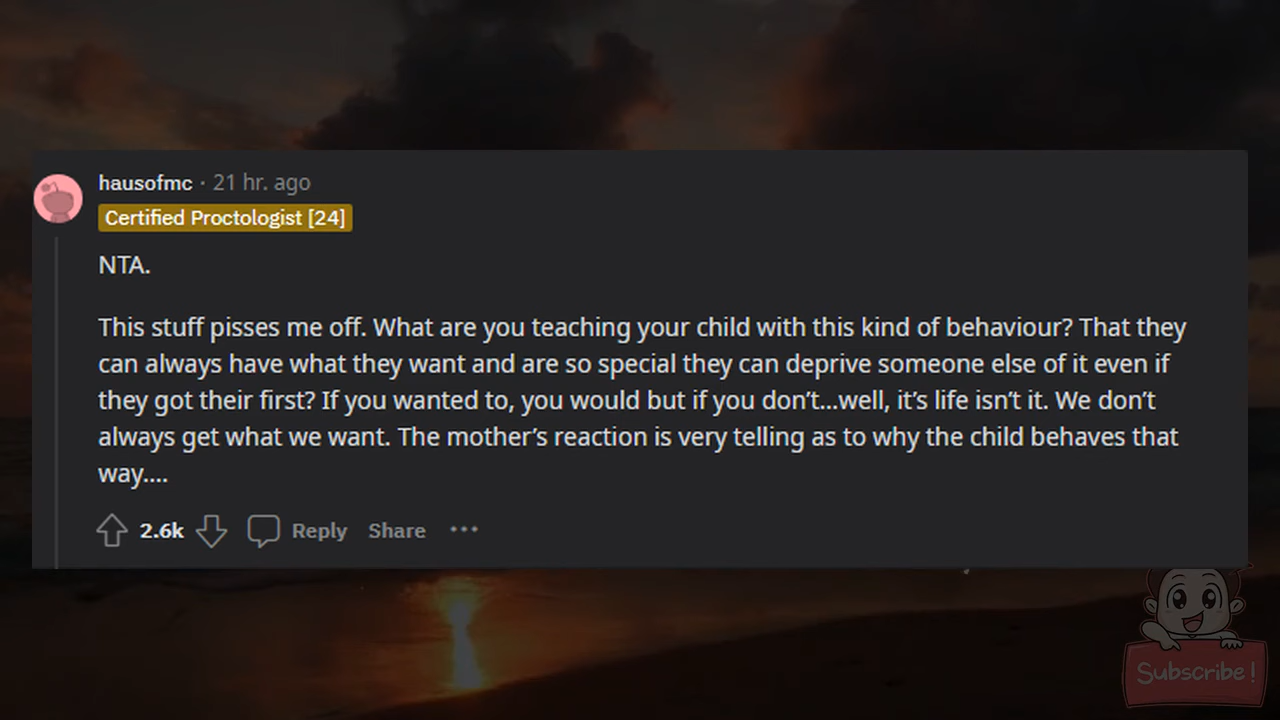 hausofmc · 21 hr. ago
Certified Proctologist [24]
NTA.
This stuff pisses me off. What are you teaching your child with this kind of behaviour? That they
can always have what they want and are so special they can deprive someone else of it even if
they got their first? If you wanted to, you would but if you don’t...well, it’s life isn’t it. We don’t
always get what we want. The mother’s reaction is very telling as to why the child behaves that
way....
2.6k Reply Share ···
Subscribe!